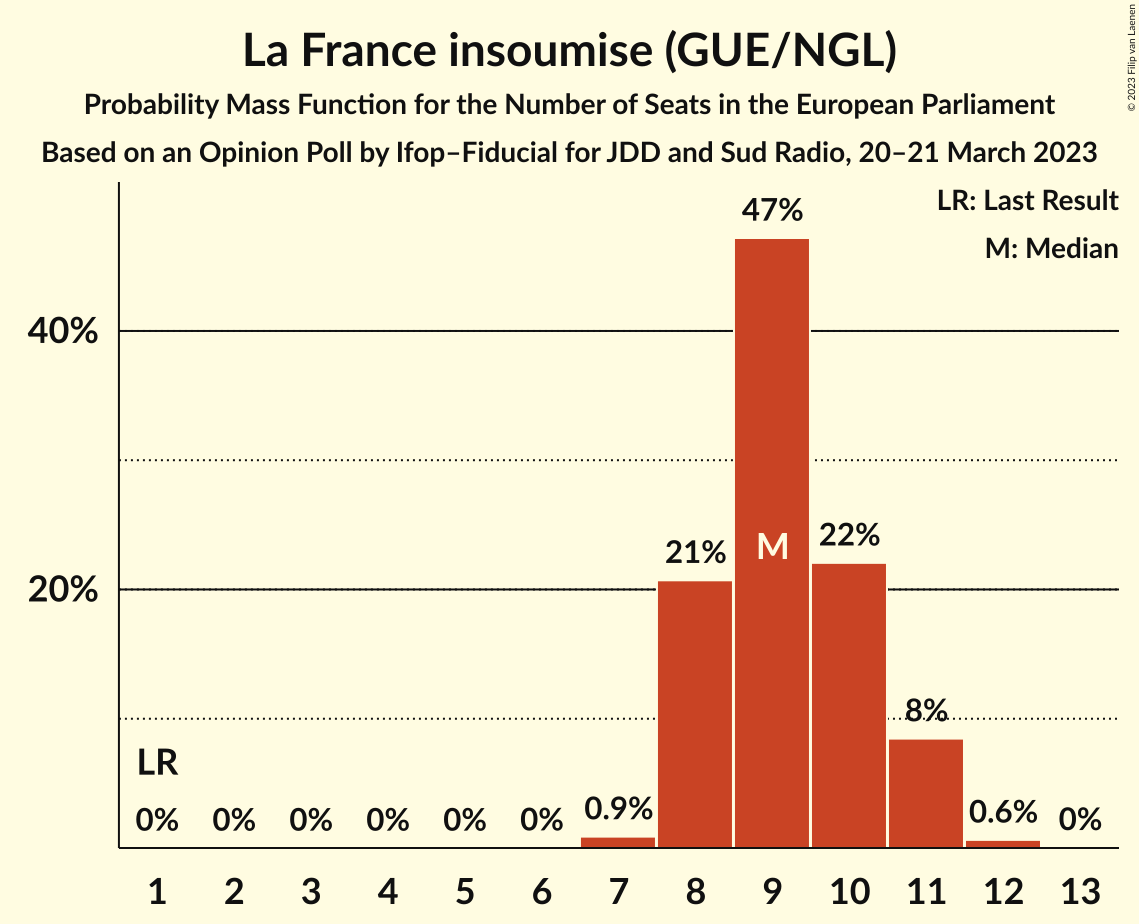 La France insoumise (GUE/NGL)
Probability Mass Function for the Number of Seats in the European Parliament
Based on an Opinion Poll by Ifop–Fiducial for JDD and Sud Radio, 20–21 March 2023
© 2023 Filip van Laenen
LR: Last Result
M: Median
47%
40%
M
22%
21%
20%
8%
LR
0% 0% 0% 0% 0% 0% 0.9% 0.6% 0%
1 2 3 4 5 6 7 8 9 10 11 12 13